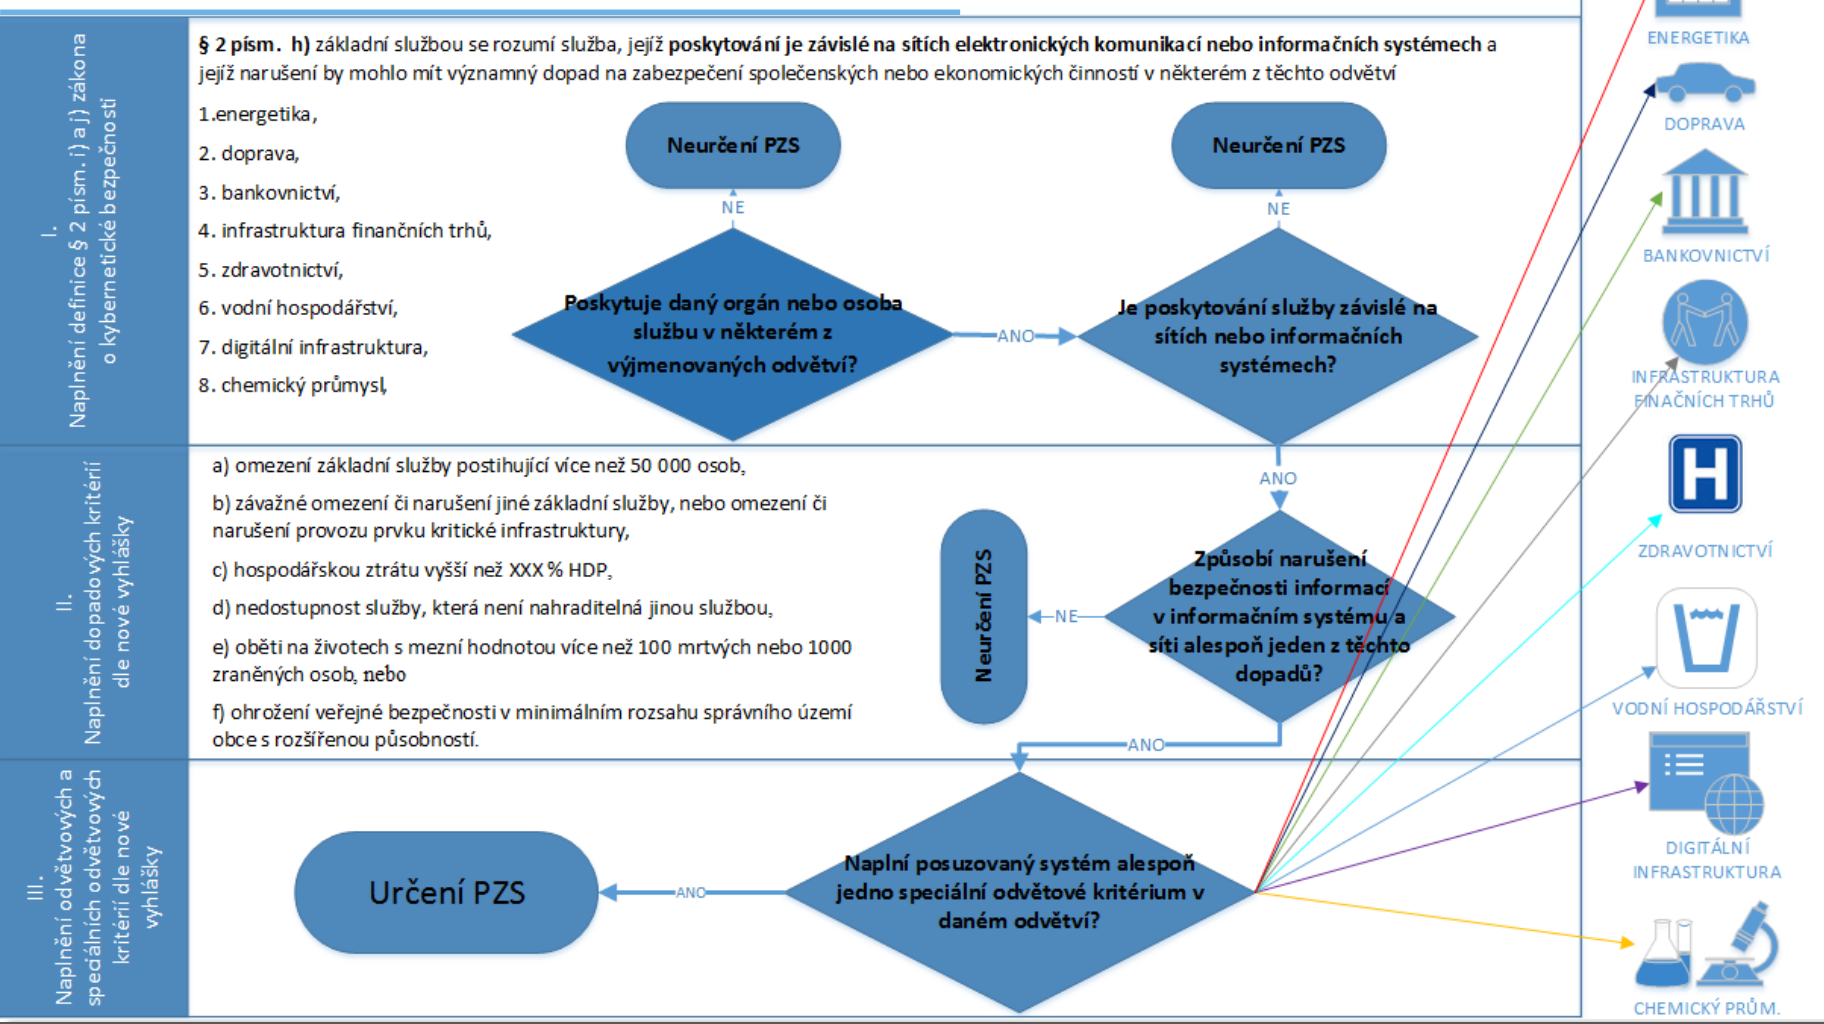 I.
Naplnění definice § 2 písm. i) a j) zákona
o kybernetické bezpečnosti
§ 2 písm. h) základní službou se rozumí služba, jejíž poskytování je závislé na sítích elektronických komunikací nebo informačních systémech a
jejíž narušení by mohlo mít významný dopad na zabezpečení společenských nebo ekonomických činností v některém z těchto odvětví
1.energetika,
2. doprava,
3. bankovnictví,
4. infrastruktura finančních trhů,
5. zdravotnictví,
6. vodní hospodářství,
7. digitální infrastruktura,
8. chemický průmysl,
Neurčení PZS
NE
Poskytuje daný orgán nebo osoba
službu v některém z
výjmenovaných odvětví?
ANO
Neurčení PZS
NE
Je poskytování služby závislé na
sítích nebo informačních
systémech?
ANO
II.
Naplnění dopadových kritérií
dle nové vyhlášky
a) omezení základní služby postihující více než 50 000 osob,
b) závažné omezení či narušení jiné základní služby, nebo omezení či
narušení provozu prvku kritické infrastruktury,
c) hospodářskou ztrátu vyšší než XXX % HDP,
d) nedostupnost služby, která není nahraditelná jinou službou,
e) oběti na životech s mezní hodnotou více než 100 mrtvých nebo 1000
zraněných osob, nebo
f) ohrožení veřejné bezpečnosti v minimálním rozsahu správního území
obce s rozšířenou působností.
Neurčení PZS
NE
Způsobí narušení
bezpečnosti informací
v informačním systému a
síti alespoň jeden z těchto
dopadů?
ANO
III.
Naplnění odvětvových a
speciálních odvětvových
kritérií dle nové
vyhlášky
Určení PZS
ANO
Naplní posuzovaný systém alespoň
jedno speciální odvětové kritérium v
daném odvětví?
ENERGETIKA
DOPRAVA
BANKOVNICTVÍ
INFRASTRUKTURA
FINAČNÍCH TRHŮ
H
ZDRAVOTNICTVÍ
VODNÍ HOSPODÁŘSTVÍ
DIGITÁLNÍ
INFRASTRUKTURA
CHEMICKÝ PRŮM.